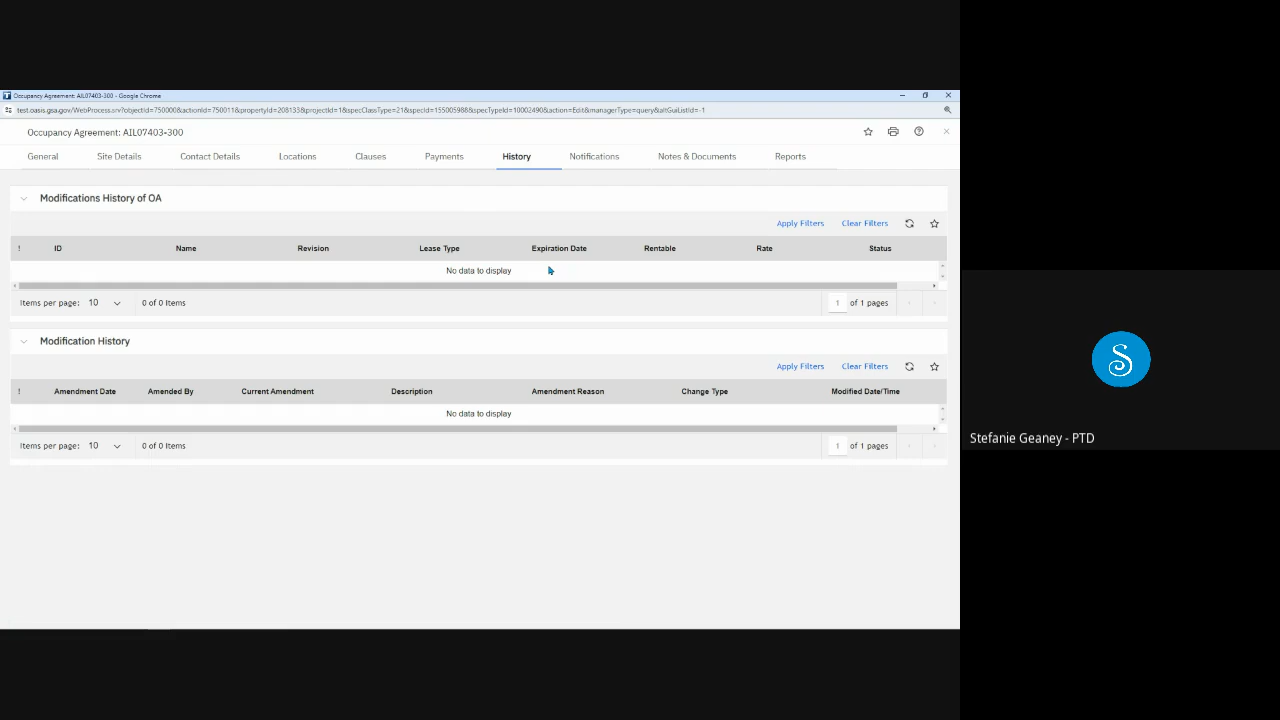 Occupancy Agreement: AIL07403-300 - Google Chrome
test.oasis.gsa.gov/WebProcess.srv?objectId=750000&actionId=750011&propertyId=208133&projectId=1&specClassType=21&specId=155005988&specTypeId=10002490&action=Edit&managerType=query&altGuiListId=-1
Occupancy Agreement: AIL07403-300
General Site Details Contact Details Locations Clauses Payments History Notifications Notes & Documents Reports
Modifications History of OA
Apply Filters Clear Filters
! ID Name Revision Lease Type Expiration Date Rentable Rate Status
No data to display
Items per page: 10 0 of 0 Items 1 of 1 pages
Modification History
Apply Filters Clear Filters
! Amendment Date Amended By Current Amendment Description Amendment Reason Change Type Modified Date/Time
No data to display
Items per page: 10 0 of 0 Items 1 of 1 pages
S
Stefanie Geaney - PTD